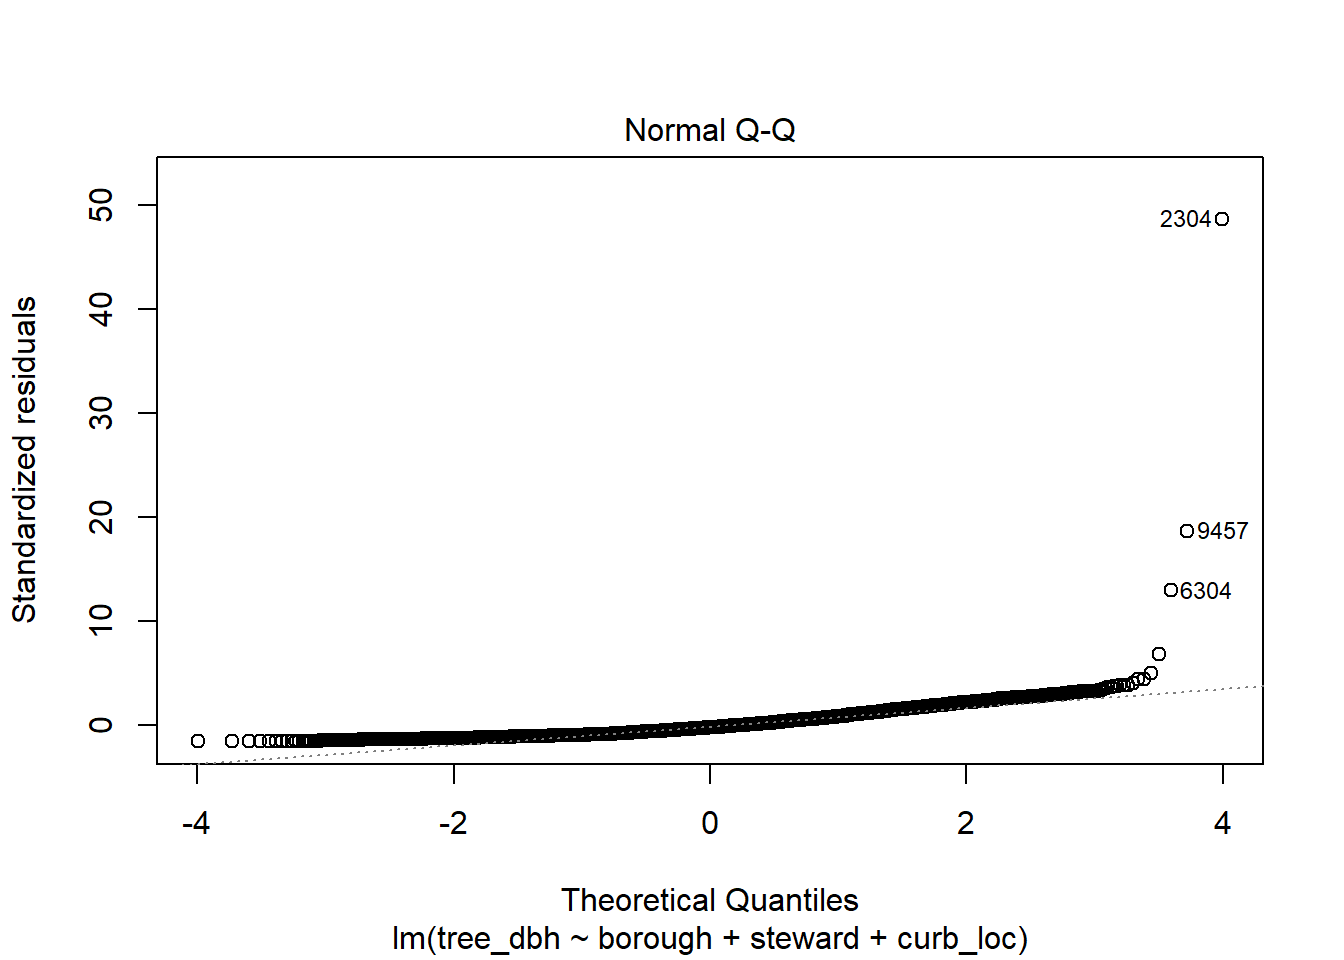 Normal Q-Q
Standardized residuals
50
40
30
20
10
0
2304
9457
6304
-4 -2 0 2 4
Theoretical Quantiles
lm(tree_dbh ~ borough + steward + curb_loc)